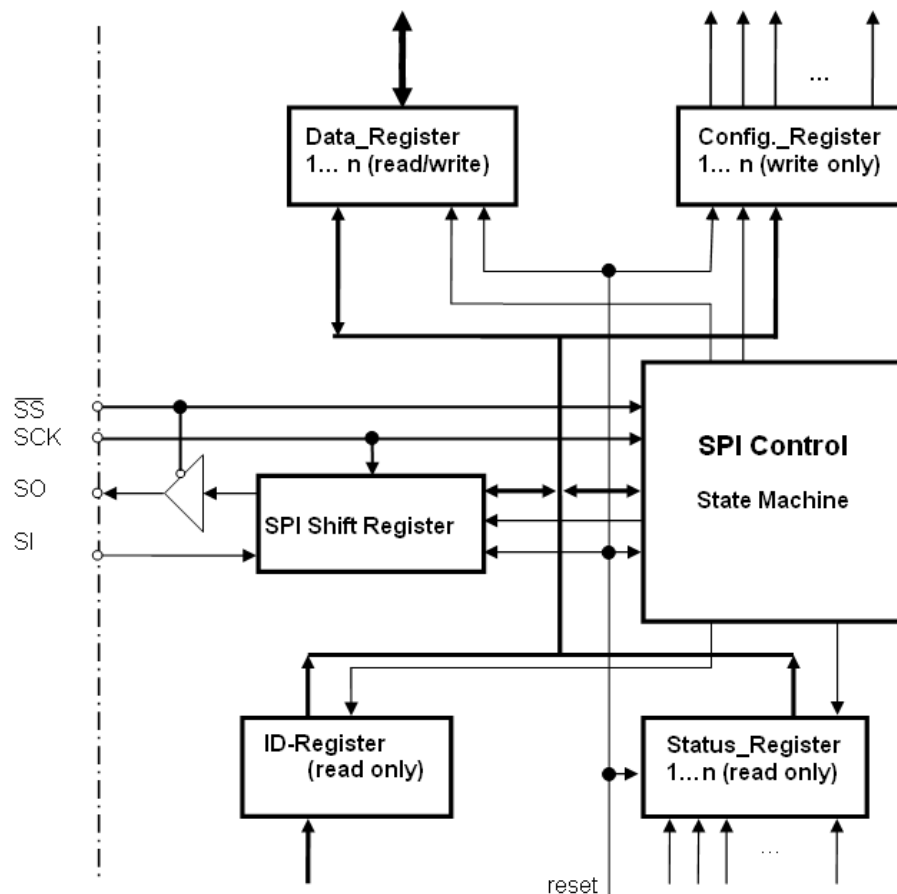 ...
Data_Register
1... n (read/write)
Config._Register
1... n (write only)
SS
SCK
SO
SI
SPI Control
State Machine
SPI Shift Register
ID-Register
(read only)
Status_Register
1...n (read only)
...
reset